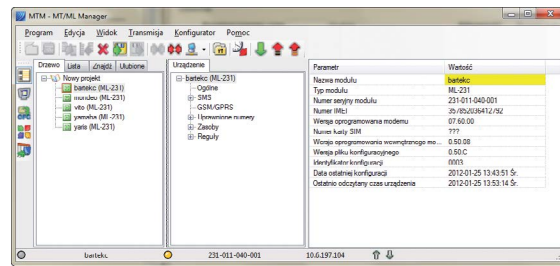 MTM - MT/ML Manager
Program Edycja Widok Transmisja Konfigurator Pomoc
Drzewo Lista Znajdź Ulubione
Nowy projekt
bartekc (ML-231)
mondeo (ML-231)
vito (ML-231)
yamaha (ML-231)
yaris (ML-231)
Urządzenie
bartekc (ML-231)
Ogólne
SMS
GSM/GPRS
Uprawnione numery
Zasoby
Reguły
Parametr Wartość
Nazwa modułu bartekc
Typ modułu ML-231
Numer seryjny modułu 231-011-040-001
Numer IMEI 357852036412792
Wersja oprogramowania modemu 07.60.00
Numer karty SIM ???
Wersja oprogramowania wewnętrznego mo... 0.50.08
Wersja pliku konfiguracyjnego 0.50.C
Identyfikator konfiguracji 0003
Data ostatniej konfiguracji 2012-01-25 13:43:51 Śr.
Ostatnio odczytany czas urządzenia 2012-01-25 13:53:14 Śr.
bartekc 231-011-040-001 10.6.197.104